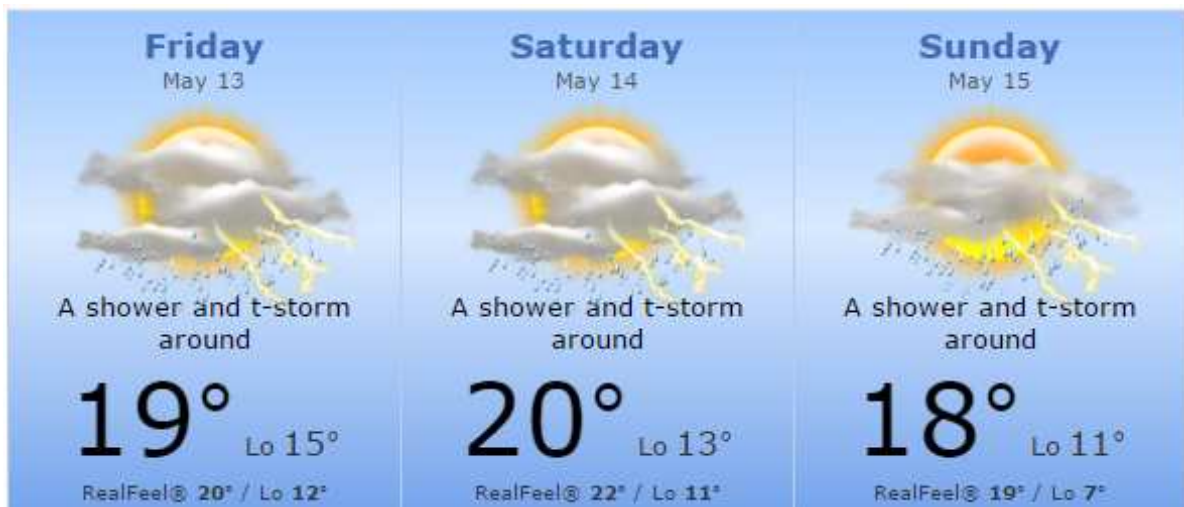 Friday
May 13
A shower and t-storm
around
19° Lo 15°
RealFeel® 20° / Lo 12°
Saturday
May 14
A shower and t-storm
around
20° Lo 13°
RealFeel® 22° / Lo 11°
Sunday
May 15
A shower and t-storm
around
18° Lo 11°
RealFeel® 19° / Lo 7°